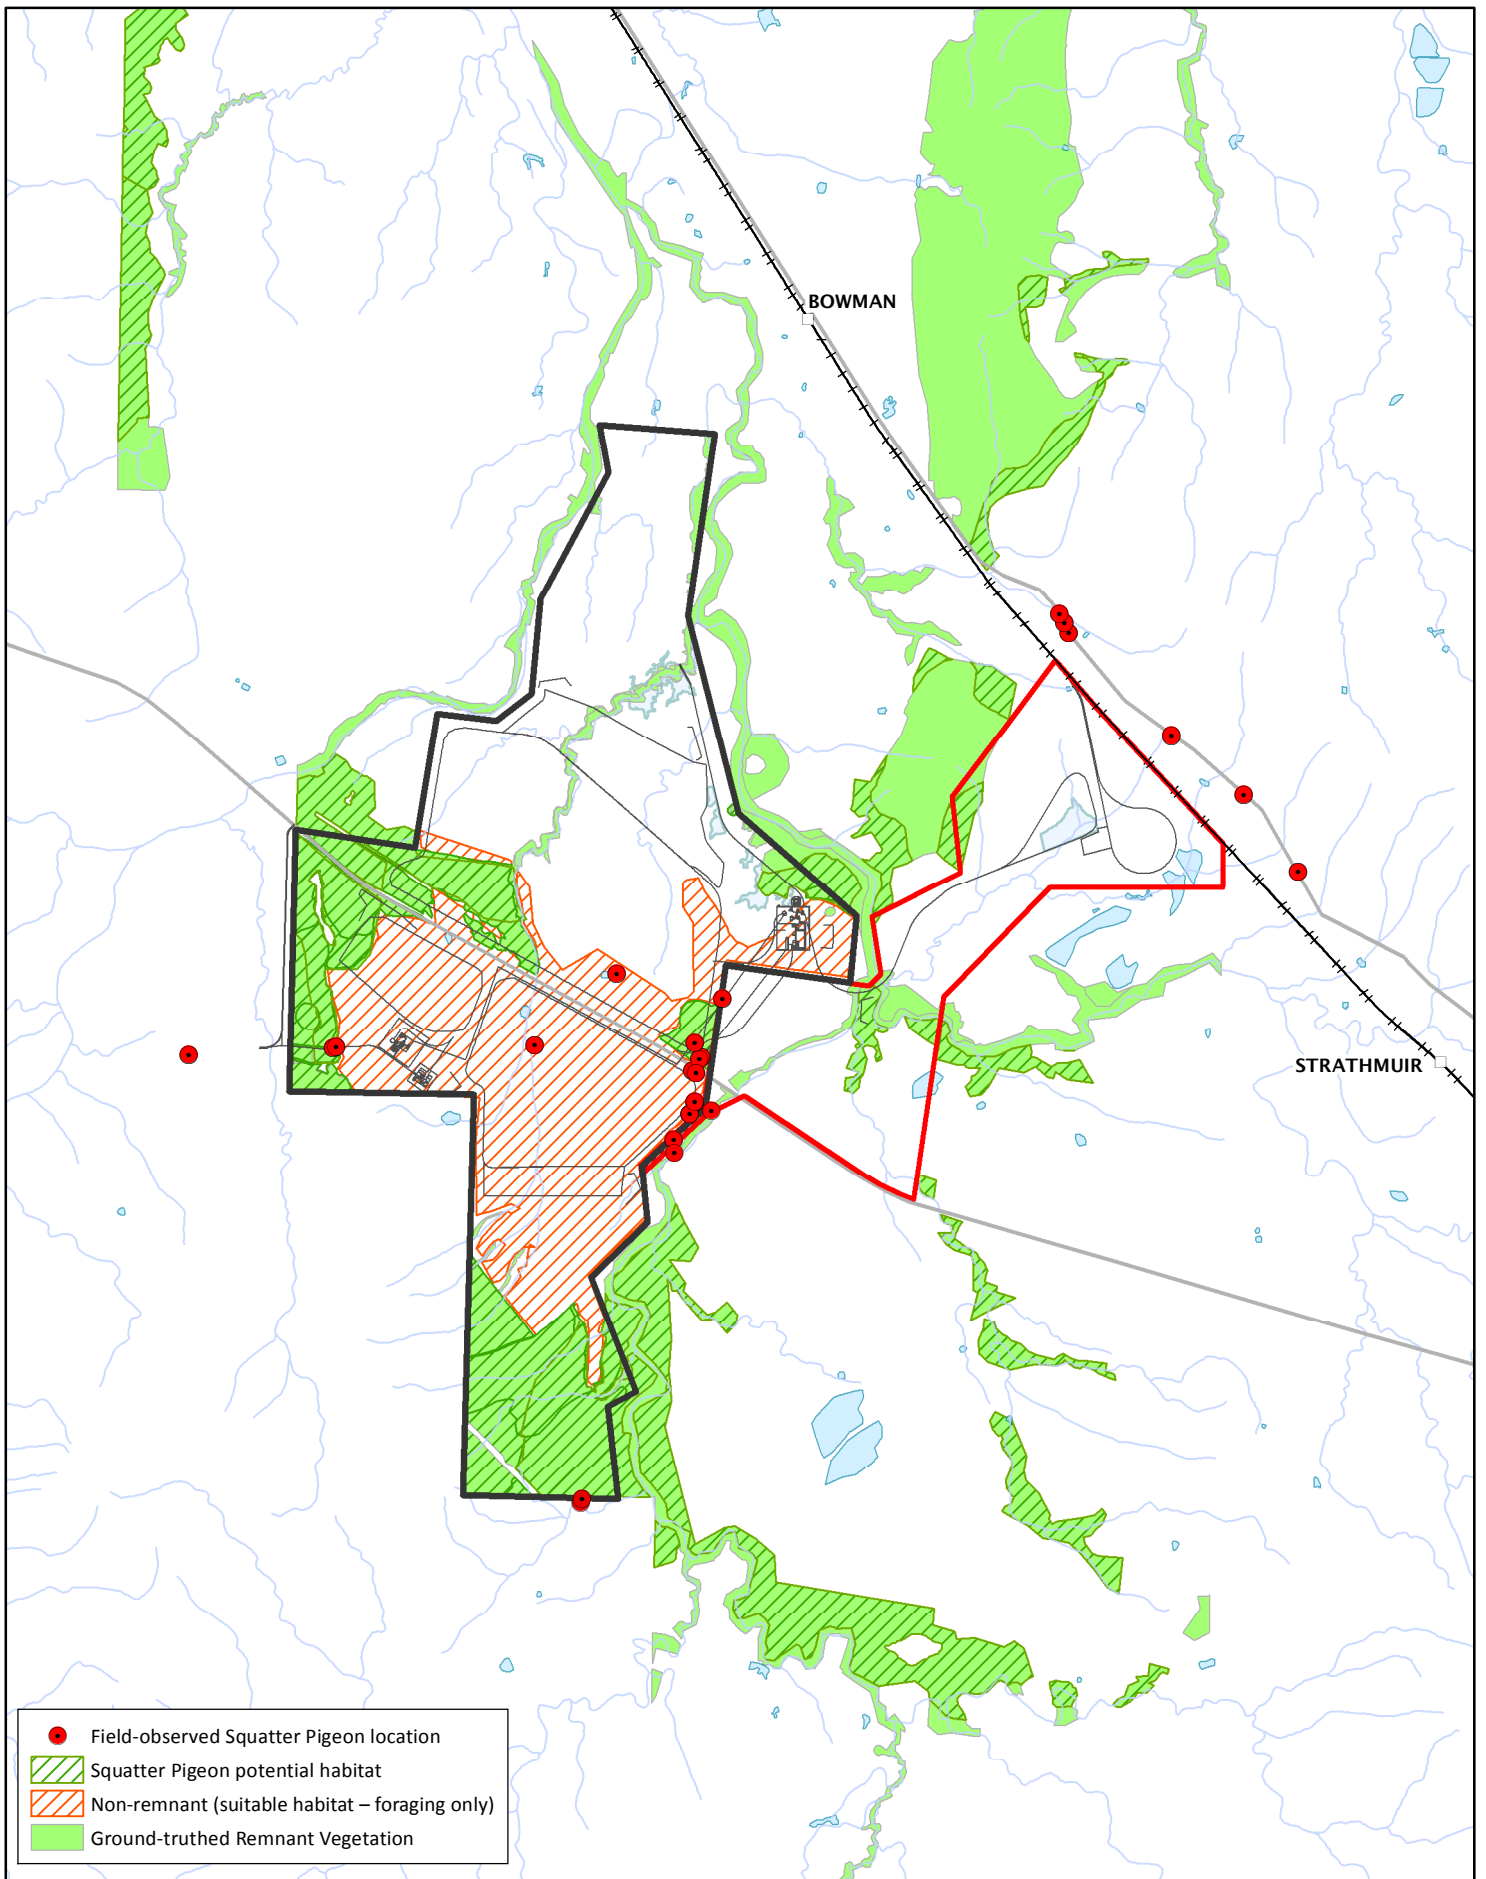 BOWMAN
STRATHMUIR
Field-observed Squatter Pigeon location
Squatter Pigeon potential habitat
Non-remnant (suitable habitat – foraging only)
Ground-truthed Remnant Vegetation